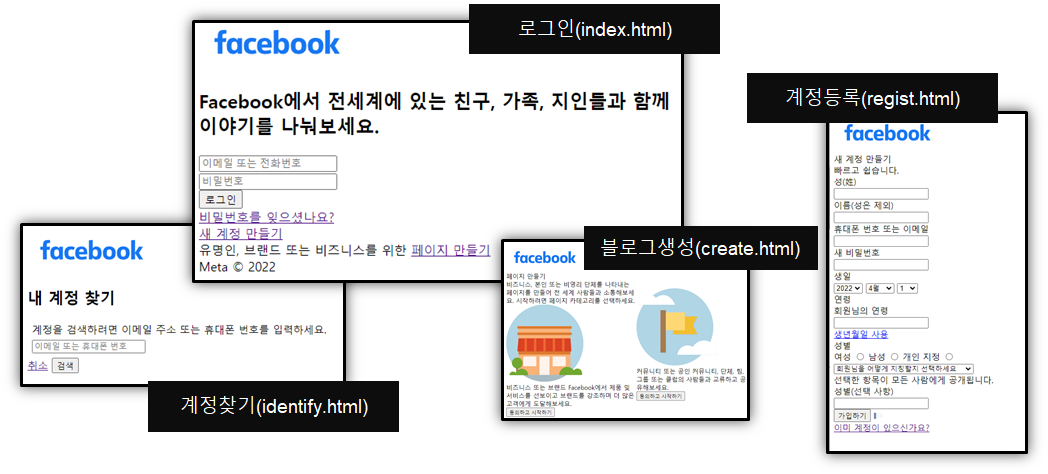 로그인(index.html)
facebook
Facebook에서 전세계에 있는 친구, 가족, 지인들과 함께
이야기를 나눠보세요.
이메일 또는 전화번호
비밀번호
로그인
비밀번호를 잊으셨나요?
새 계정 만들기
유명인, 브랜드 또는 비즈니스를 위한 페이지 만들기
Meta © 2022
facebook
내 계정 찾기
계정을 검색하려면 이메일 주소 또는 휴대폰 번호를 입력하세요.
이메일 또는 휴대폰 번호
취소 검색
계정찾기(identify.html)
블로그생성(create.html)
facebook
페이지 만들기
비즈니스, 본인 또는 비영리 단체를 나타내는
페이지를 만들어 전 세계 사람들과 소통해보세
요. 시작하려면 페이지 카테고리를 선택하세요.
비즈니스 또는 브랜드 Facebook에서 제품 및
서비스를 선보이고 브랜드를 강조하며 더 많은
고객에게 도달해보세요.
동의하고 시작하기
커뮤니티 또는 공인 커뮤니티, 단체, 팀,
그룹 또는 클럽의 사람들과 교류하고 공
유해보세요.
동의하고 시작하기
계정등록(regist.html)
facebook
새 계정 만들기
빠르고 쉽습니다.
성(姓)
이름(성은 제외)
휴대폰 번호 또는 이메일
새 비밀번호
생일
2022 4월 1
연령
회원님의 연령
생년월일 사용
성별
여성 남성 개인 지정
회원님을 어떻게 지칭할지 선택하세요
선택한 항목이 모든 사람에게 공개됩니다.
성별(선택 사항)
가입하기
이미 계정이 있으신가요?